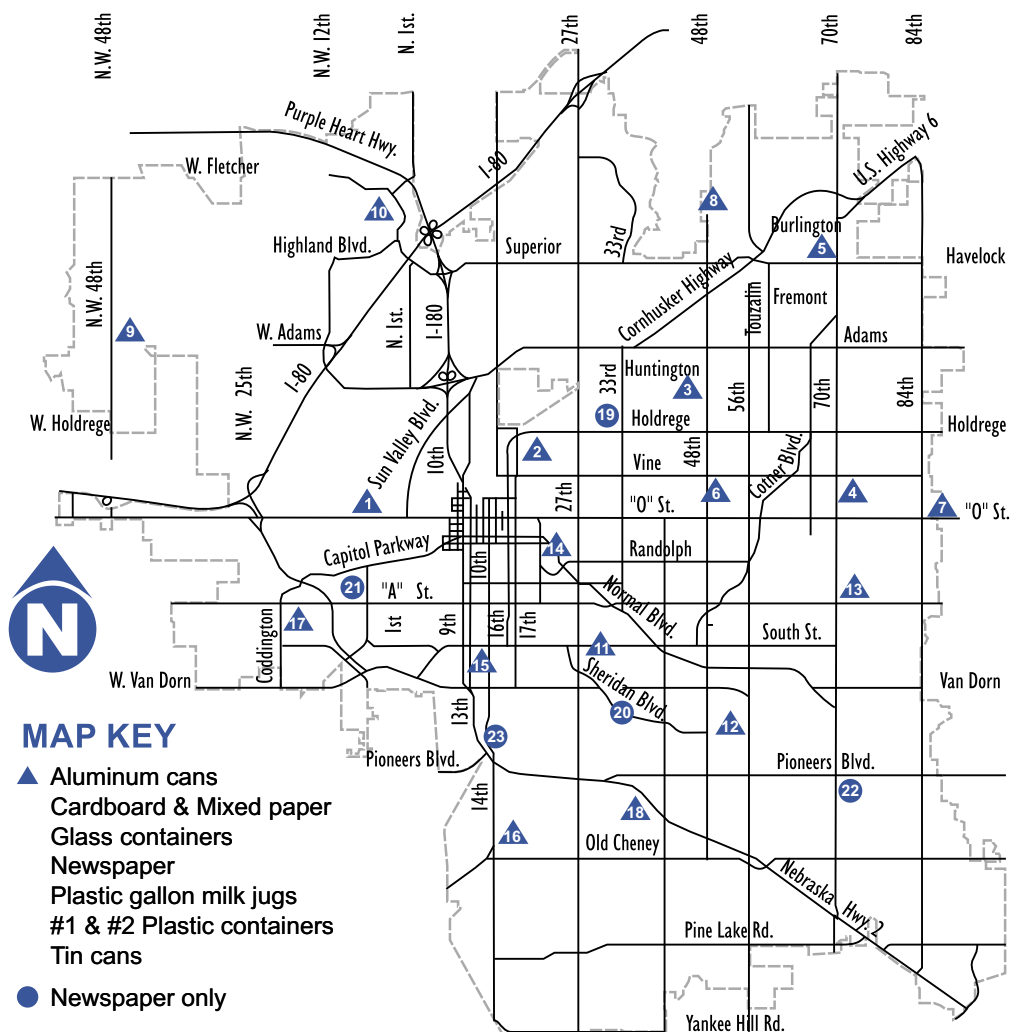 N.W. 48th
N.W. 12th
N. 1st.
27th
48th
70th
84th
Purple Heart Hwy.
W. Fletcher
I-80
U.S. Highway 6
8
10
33rd
Burlington
5
Highland Blvd.
Superior
Havelock
N.W. 48th
Cornhusker Highway
Touzalin
Fremont
9
W. Adams
N. 1st.
I-180
Adams
N.W. 25th
I-80
33rd
Huntington
3
56th
70th
84th
19
Holdrege
W. Holdrege
Holdrege
Sun Valley Blvd.
10th
2
Vine
48th
Cotner Blvd.
1
27th
"O" St.
6
4
7
"O" St.
Capitol Parkway
10th
14
Randolph
N
21
"A" St.
Normal Blvd.
13
Coddington
17
1st
9th
16th
17th
South St.
11
15
Sheridan Blvd.
W. Van Dorn
Van Dorn
13th
20
12
23
MAP KEY
Pioneers Blvd.
Pioneers Blvd.
Aluminum cans
Cardboard & Mixed paper
Glass containers
Newspaper
Plastic gallon milk jugs
#1 & #2 Plastic containers
Tin cans
Newspaper only
14th
22
18
16
Old Cheney
Nebraska Hwy. 2
Pine Lake Rd.
Yankee Hill Rd.